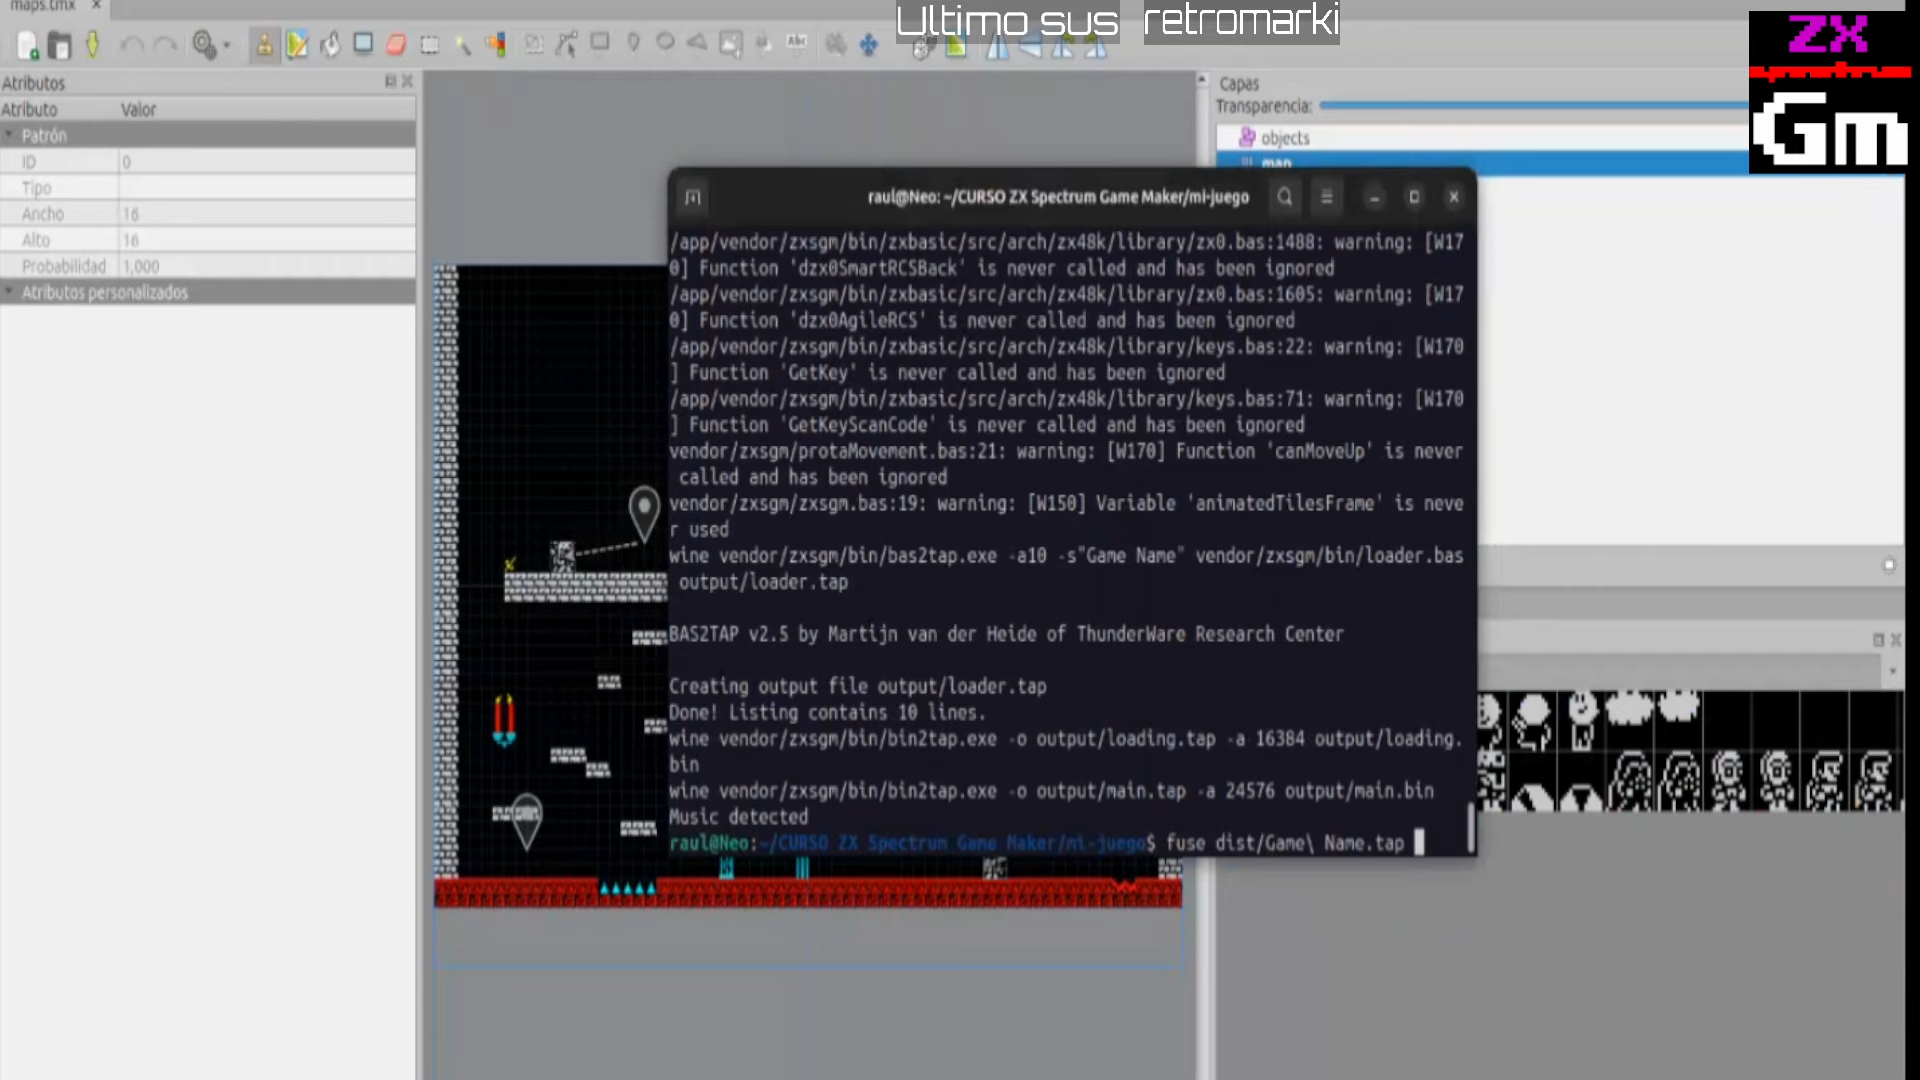 maps.tmx ×
Ultimo sus retromarki
ZX
Gm
Abc
Atributos
Atributo Valor
Patrón
ID 0
Tipo
Ancho 16
Alto 16
Probabilidad 1,000
Atributos personalizados
Capas
Transparencia:
objects
map
raul@Neo: ~/CURSO ZX Spectrum Game Maker/mi-juego
/app/vendor/zxsgm/bin/zxbasic/src/arch/zx48k/library/zx0.bas:1488: warning: [W17
0] Function 'dzx0SmartRCSBack' is never called and has been ignored
/app/vendor/zxsgm/bin/zxbasic/src/arch/zx48k/library/zx0.bas:1605: warning: [W17
0] Function 'dzx0AgileRCS' is never called and has been ignored
/app/vendor/zxsgm/bin/zxbasic/src/arch/zx48k/library/keys.bas:22: warning: [W170
] Function 'GetKey' is never called and has been ignored
/app/vendor/zxsgm/bin/zxbasic/src/arch/zx48k/library/keys.bas:71: warning: [W170
] Function 'GetKeyScanCode' is never called and has been ignored
vendor/zxsgm/protaMovement.bas:21: warning: [W170] Function 'canMoveUp' is never
called and has been ignored
vendor/zxsgm/zxsgm.bas:19: warning: [W150] Variable 'animatedTilesFrame' is neve
r used
wine vendor/zxsgm/bin/bas2tap.exe -a10 -s"Game Name" vendor/zxsgm/bin/loader.bas
output/loader.tap
BAS2TAP v2.5 by Martijn van der Heide of ThunderWare Research Center
Creating output file output/loader.tap
Done! Listing contains 10 lines.
wine vendor/zxsgm/bin/bin2tap.exe -o output/loading.tap -a 16384 output/loading.
bin
wine vendor/zxsgm/bin/bin2tap.exe -o output/main.tap -a 24576 output/main.bin
Music detected
raul@Neo:~/CURSO ZX Spectrum Game Maker/mi-juego$ fuse dist/Game\ Name.tap